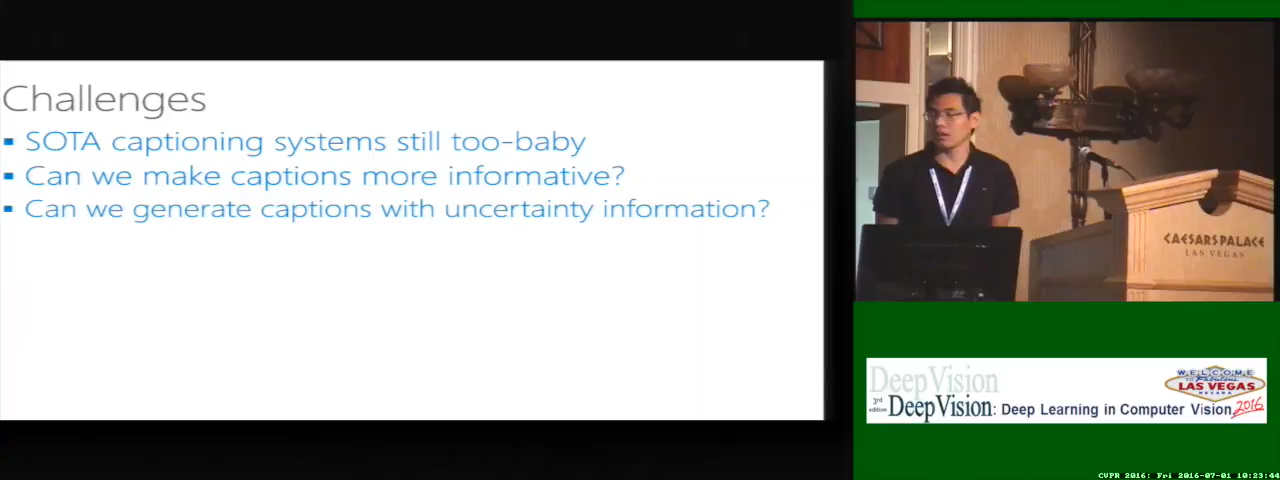 Challenges
▪ SOTA captioning systems still too-baby
▪ Can we make captions more informative?
▪ Can we generate captions with uncertainty information?
CAESARS PALACE
LAS VEGAS
DeepVision
WELCOME
TO Fabulous
LAS VEGAS
NEVADA
3rd edition DeepVision: Deep Learning in Computer Vision 2016
CVPR 2016: Fri 2016-07-01 10:23:44